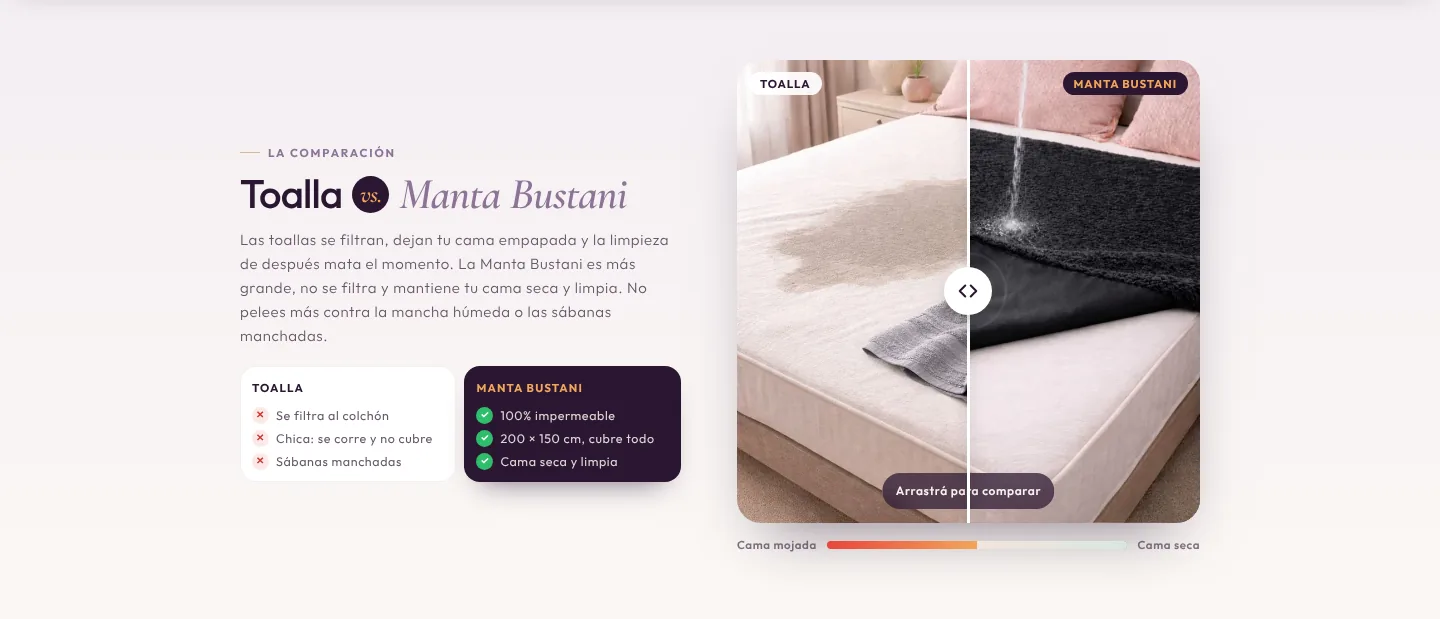 LA COMPARACIÓN
Toalla vs. Manta Bustani
Las toallas se filtran, dejan tu cama empapada y la limpieza
de después mata el momento. La Manta Bustani es más
grande, no se filtra y mantiene tu cama seca y limpia. No
pelees más contra la mancha húmeda o las sábanas
manchadas.
TOALLA
Se filtra al colchón
Chica: se corre y no cubre
Sábanas manchadas
MANTA BUSTANI
100% impermeable
200 × 150 cm, cubre todo
Cama seca y limpia
TOALLA
MANTA BUSTANI
Arrastrá para comparar
Cama mojada
Cama seca